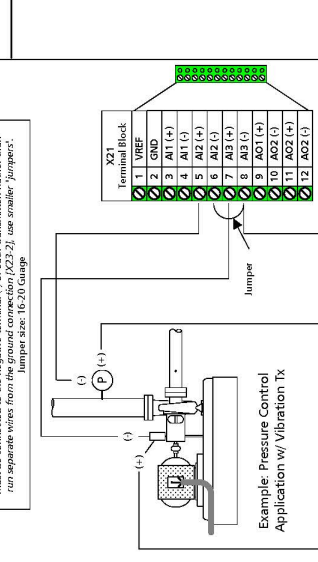 run separate wires from the ground connection [X23-2], use smaller "jumpers".
Jumper size: 16-20 Guage
X21
Terminal Block
1 VREF
2 GND
3 AI1 (+)
4 AI1 (-)
5 AI2 (+)
6 AI2 (-)
7 AI3 (+)
8 AI3 (-)
9 AO1 (+)
10 AO2 (-)
11 AO2 (+)
12 AO2 (-)
Jumper
(-)
P
(+)
(-)
(+)
Example: Pressure Control
Application w/ Vibration Tx